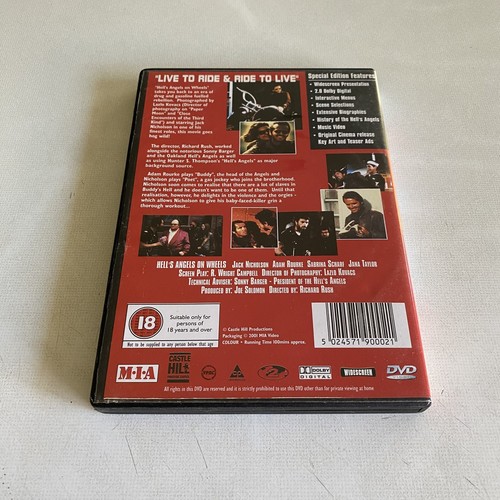 "LIVE TO RIDE & RIDE TO LIVE"
"Hell's Angels on Wheels"
takes you back to an era of
drug and gasoline fuelled
rebellion. Photographed by
Lazlo Kovacs (Director of
photography on "Paper
Moon" and "Close
Encounters of the Third
Kind") and starring Jack
Nicholson in one of his
finest roles, this movie goes
hog wild!
The director, Richard Rush, worked
alongside the notorious Sonny Barger
and the Oakland Hell's Angels as well
as using Hunter S. Thompson's "Hell's Angels" as major
background source.
Adam Rourke plays "Buddy", the head of the Angels and
Nicholson plays "Poet", a gas jockey who joins the brotherhood.
Nicholson soon comes to realise that there are a lot of slaves in
Buddy's Hell and he doesn't want to be one of them. Until that
realisation, however, he delights in the violence and the orgies -
which allows Nicholson to give his baby-faced-killer grin a
thorough workout...
Special Edition Features
• Widescreen Presentation
• 2.0 Dolby Digital
• Interactive Menus
• Scene Selections
• Extensive Biographies
• History of the Hell's Angels
• Music Video
• Original Cinema release
Key Art and Teaser Ads
HELL'S ANGELS ON WHEELS JACK NICHOLSON ADAM ROURKE SABRINA SCHARF JANA TAYLOR
SCREEN PLAY: R. WRIGHT CAMPBELL DIRECTOR OF PHOTOGRAPHY: LAZLO KOVACS
TECHNICAL ADVISER: SONNY BARGER - PRESIDENT OF THE HELL'S ANGELS
PRODUCED BY: JOE SOLOMON DIRECTED BY: RICHARD RUSH
18
Suitable only for
persons of
18 years and over
Not to be supplied to any person below that age
© Castle Hill Productions
Packaging © 2001 MIA Video
COLOUR • Running Time 100mins approx.
5 024571 900021
M·I·A
CASTLE
HILL
DOLBY
DIGITAL
WIDESCREEN
DVD
VIDEO
All rights in this DVD are reserved and it is strictly prohibited to use this DVD other than for private viewing at home